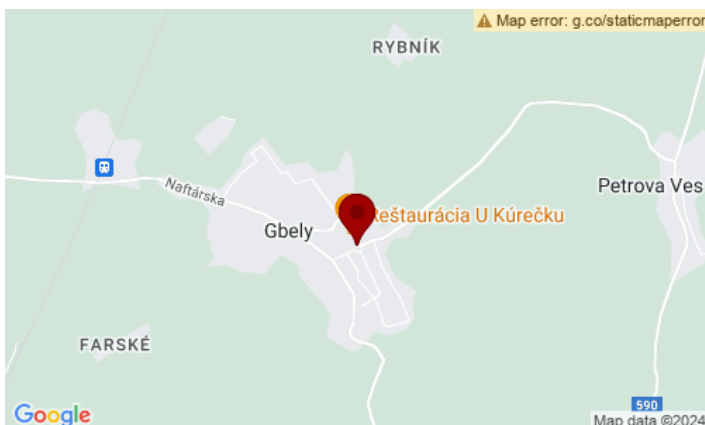 Map error: g.co/staticmaperror
RYBNÍK
Naftárska
Petrova Ves
Reštaurácia U Kúrečku
Gbely
FARSKÉ
590
Google
Map data ©2024